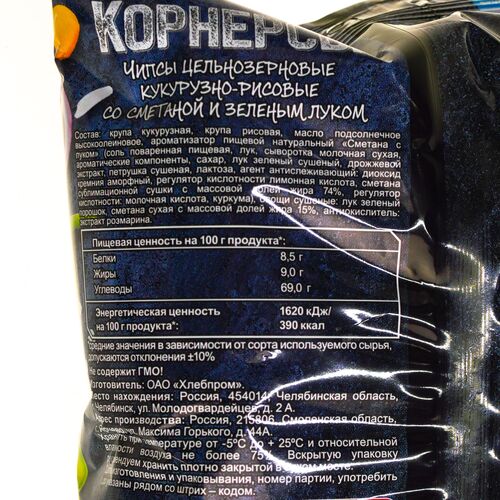 КОРНЕРС
ЧИПСЫ ЦЕЛЬНОЗЕРНОВЫЕ
КУКУРУЗНО-РИСОВЫЕ
СО СМЕТАНОЙ И ЗЕЛЕНЫМ ЛУКОМ
Состав: крупа кукурузная, крупа рисовая, масло подсолнечное
высокоолеиновое, ароматизатор пищевой натуральный «Сметана с
луком» (соль поваренная пищевая, лук, сыворотка молочная сухая,
ароматические компоненты, сахар, лук зеленый сушеный, дрожжевой
экстракт, петрушка сушеная, лактоза, агент антислеживающий: диоксид
кремния аморфный, регулятор кислотности лимонная кислота, сметана
сублимационной сушки с массовой долей жира 74%, регулятор
кислотности: молочная кислота, куркума), овощи сушеные: лук зеленый
порошок, сметана сухая с массовой долей жира 15%, антиокислитель:
экстракт розмарина.
Пищевая ценность на 100 г продукта*:
Белки 8,5 г
Жиры 9,0 г
Углеводы 69,0 г
Энергетическая ценность 1620 кДж/
на 100 г продукта*: 390 ккал
средние значения в зависимости от сорта используемого сырья,
допускаются отклонения ±10%
Не содержит ГМО!
Изготовитель: ОАО «Хлебпром».
Место нахождения: Россия, 454014, Челябинская область,
г. Челябинск, ул. Молодогвардейцев, д. 2 А.
Адрес производства: Россия, 215806, Смоленская область,
Максима Горького, д. 44А.
температуре от -5°С до + 25°С и относительной
влажности воздуха не более 75%. Вскрытую упаковку
хранить плотно закрытой в сухом месте.
изготовления и упаковывания, номер партии, употребить
указаны рядом со штрих – кодом.